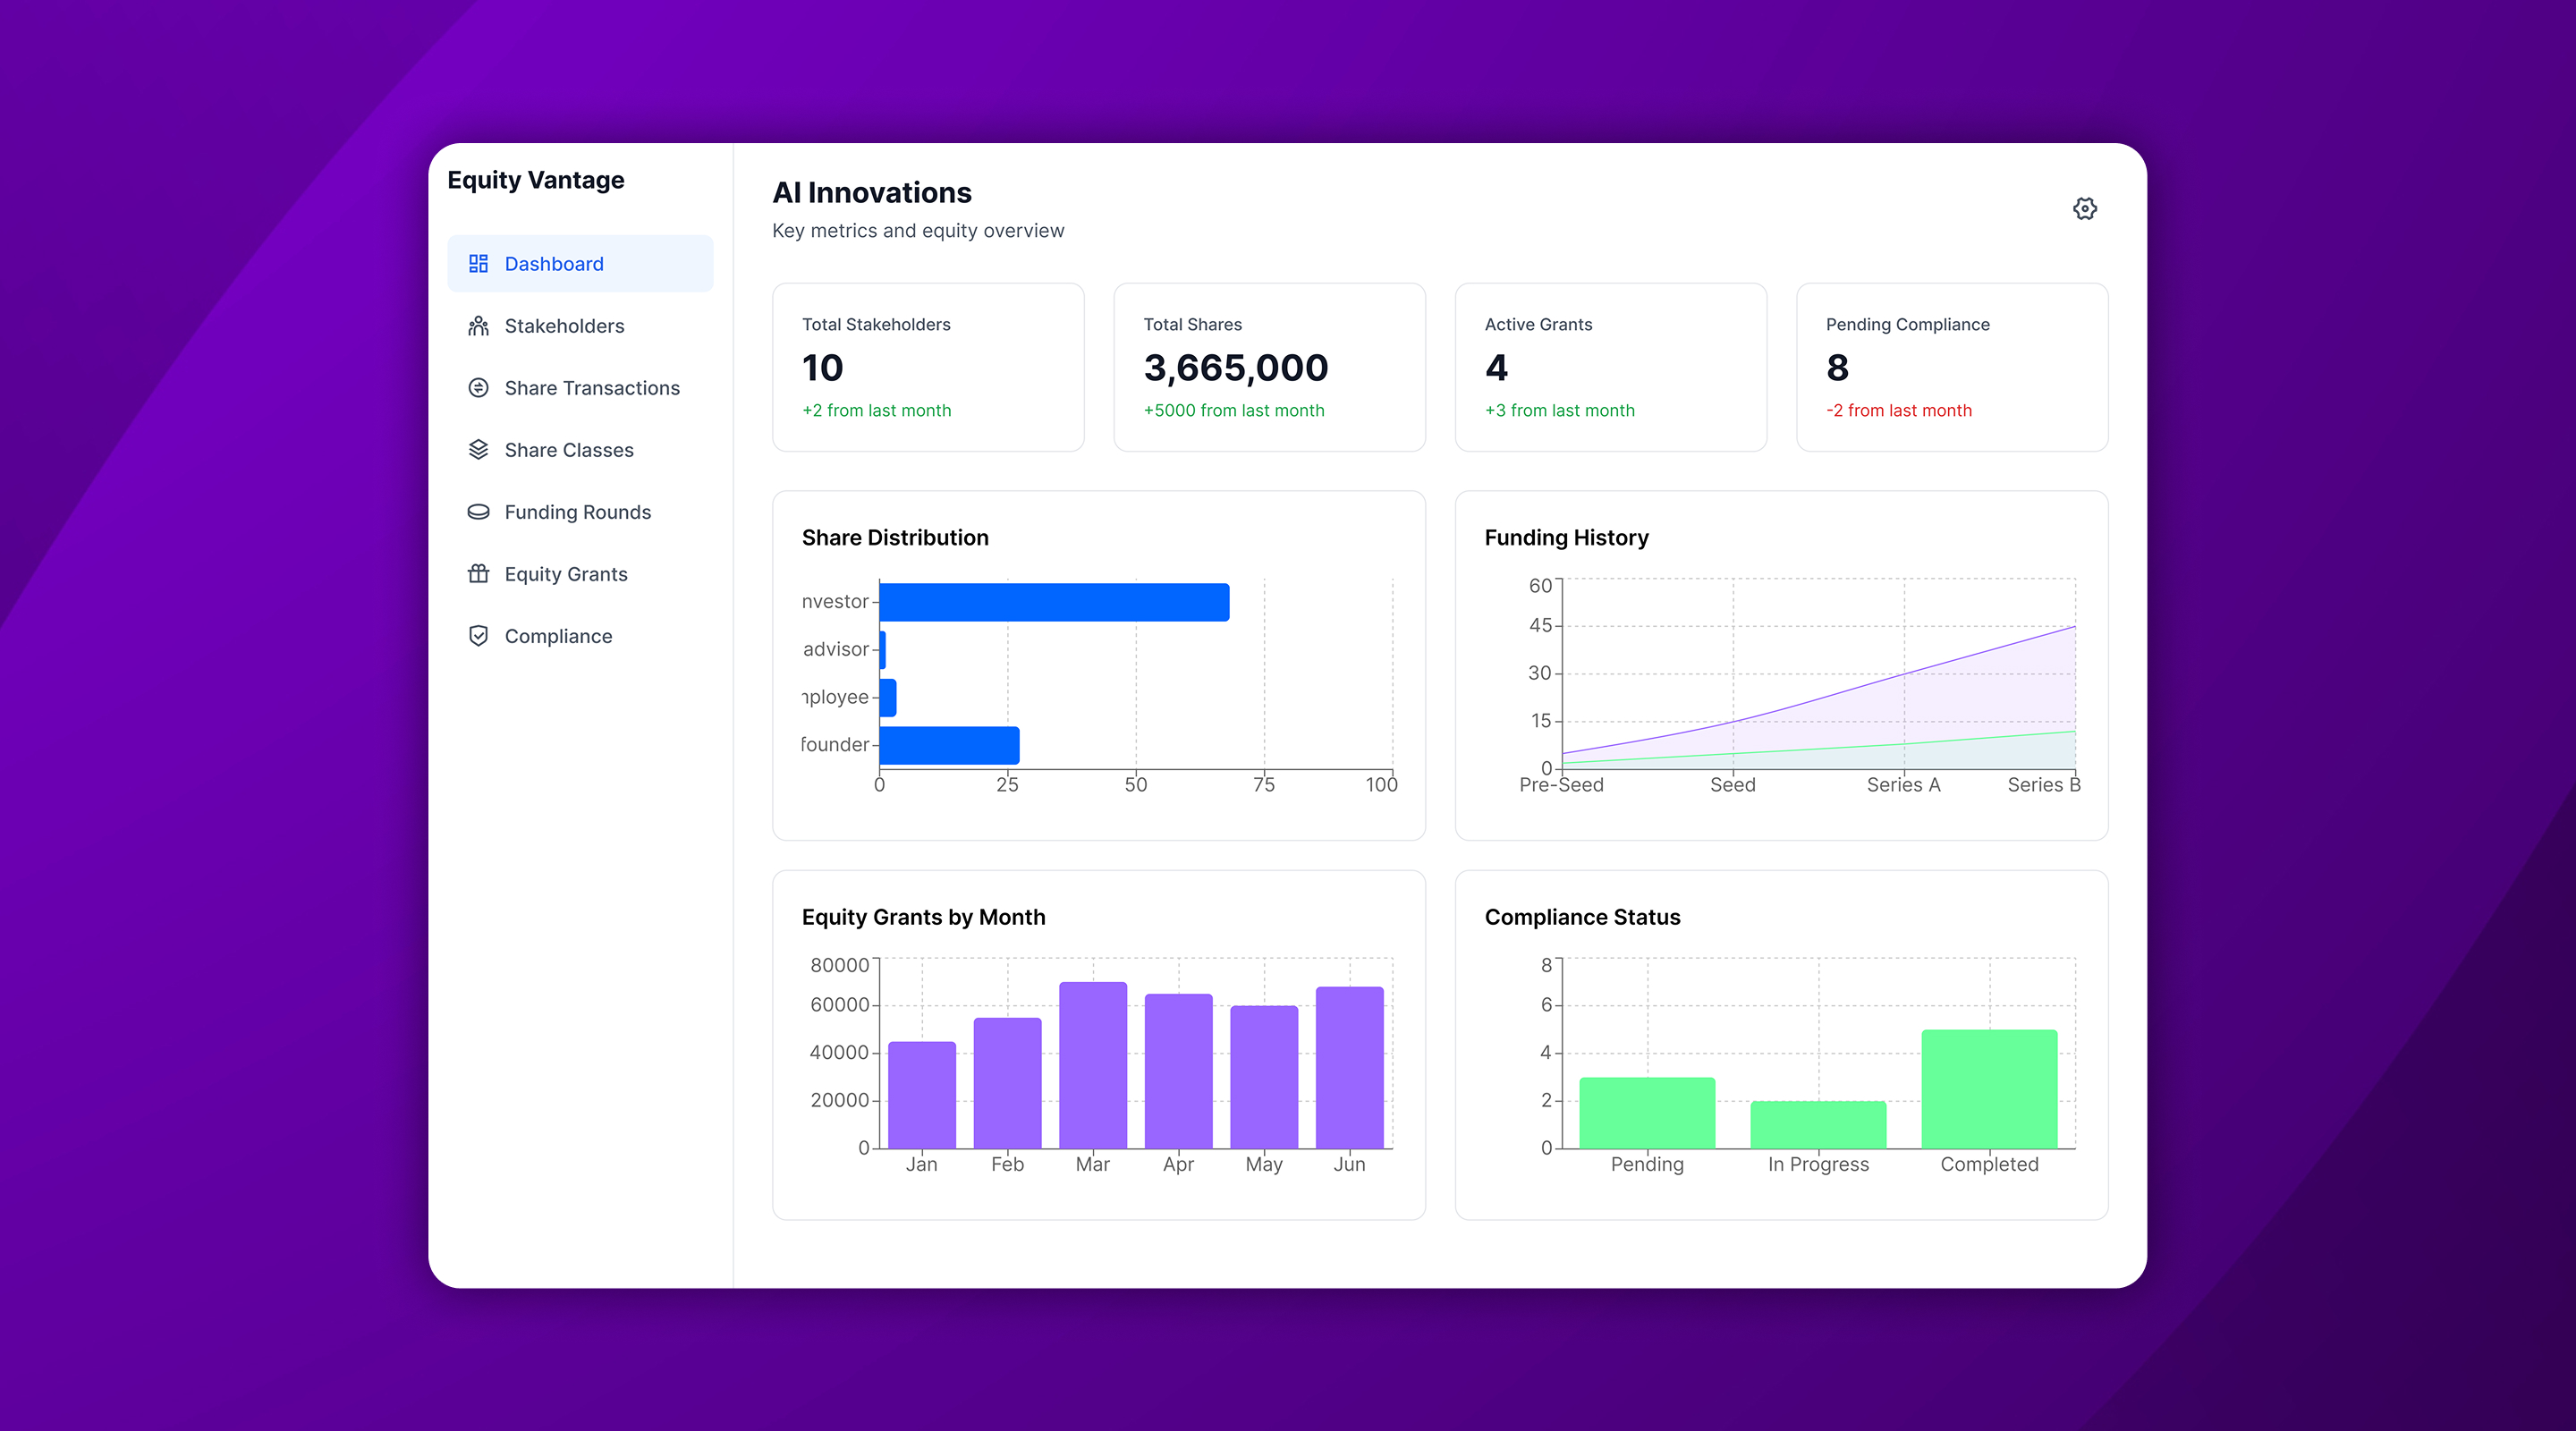 Equity Vantage
Dashboard
Stakeholders
Share Transactions
Share Classes
Funding Rounds
Equity Grants
Compliance
AI Innovations
Key metrics and equity overview
Total Stakeholders
10
+2 from last month
Total Shares
3,665,000
+5000 from last month
Active Grants
4
+3 from last month
Pending Compliance
8
-2 from last month
Share Distribution
nvestor
advisor
nployee
founder
0 25 50 75 100
Funding History
60
45
30
15
0
Pre-Seed Seed Series A Series B
Equity Grants by Month
80000
60000
40000
20000
0
Jan Feb Mar Apr May Jun
Compliance Status
8
6
4
2
0
Pending In Progress Completed